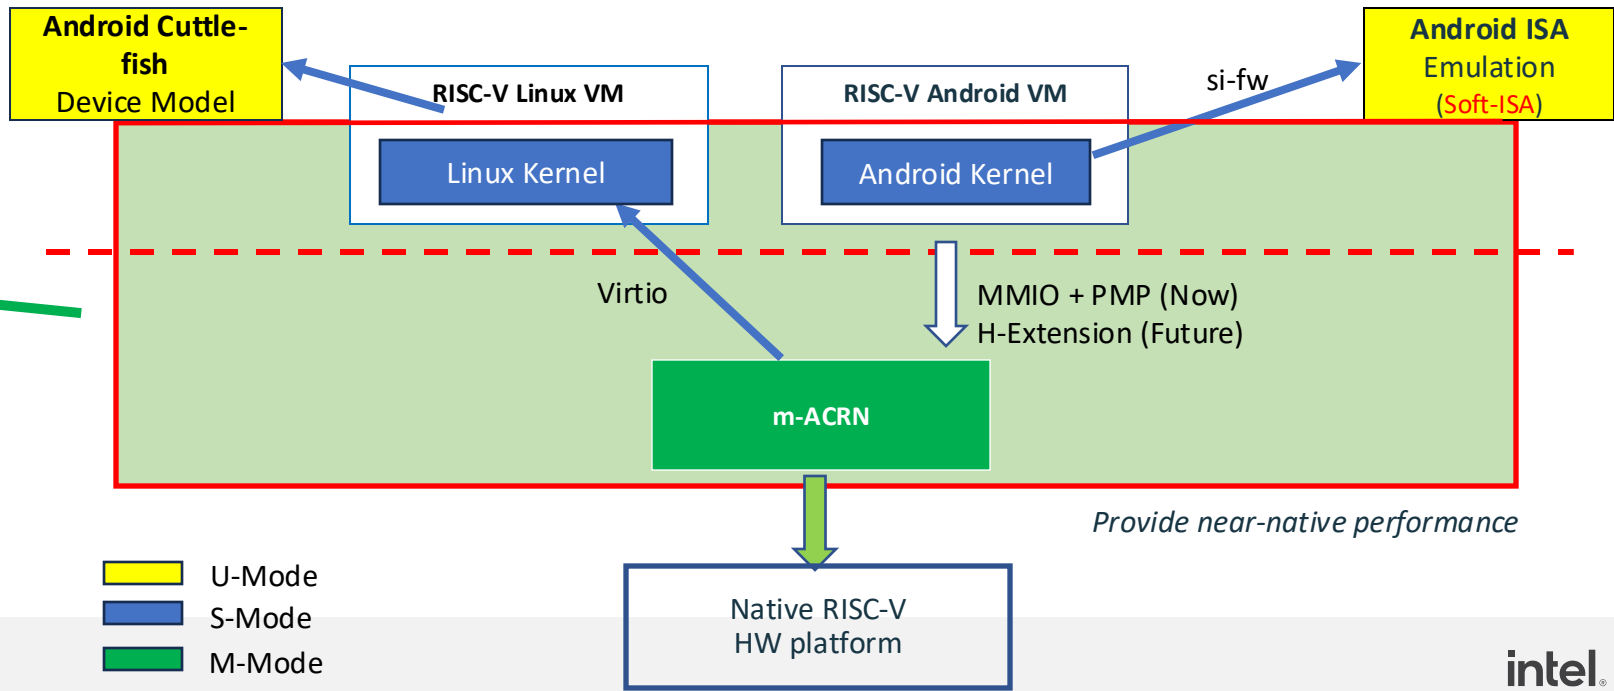 Android Cuttle-
fish
Device Model
RISC-V Linux VM
Linux Kernel
RISC-V Android VM
Android Kernel
si-fw
Android ISA
Emulation
(Soft-ISA)
Virtio
MMIO + PMP (Now)
H-Extension (Future)
m-ACRN
Provide near-native performance
U-Mode
S-Mode
M-Mode
Native RISC-V
HW platform
intel®